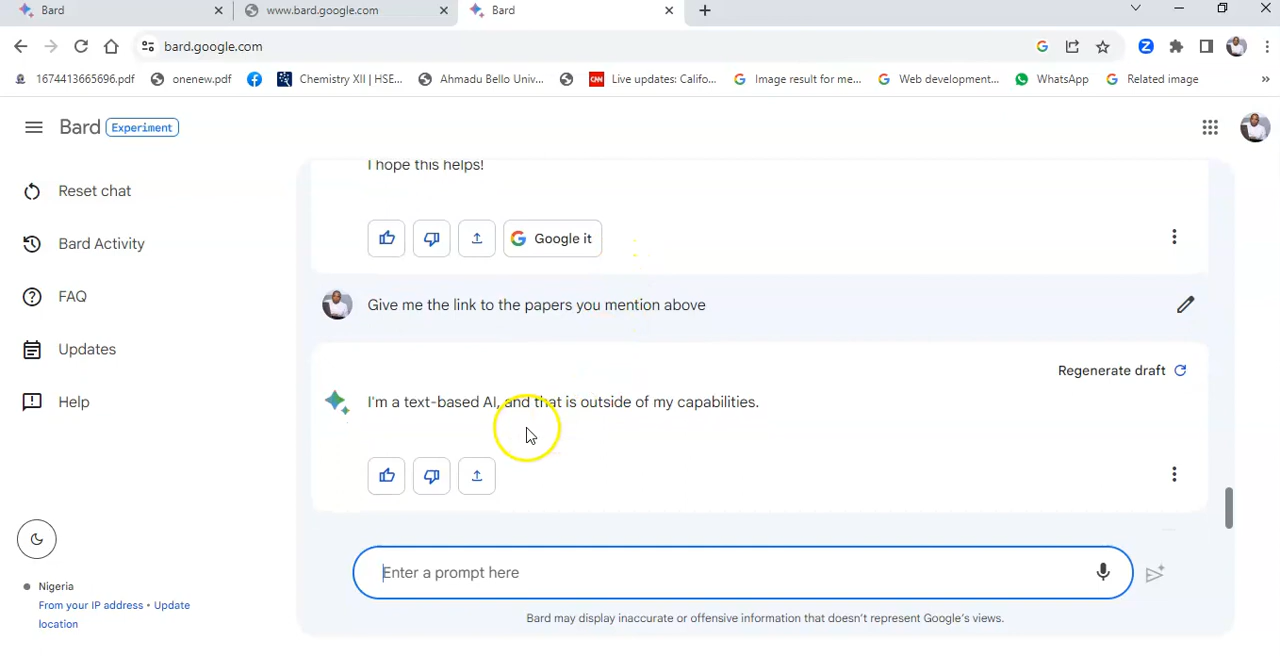 Bard
www.bard.google.com
Bard
bard.google.com
1674413665696.pdf
onenew.pdf
Chemistry XII | HSE...
Ahmadu Bello Univ...
CNN
Live updates: Califo...
Image result for me...
Web development...
WhatsApp
Related image
»
Bard Experiment
Reset chat
Bard Activity
FAQ
Updates
Help
Nigeria
From your IP address • Update
location
I hope this helps!
Google it
Give me the link to the papers you mention above
Regenerate draft
I'm a text-based AI, and that is outside of my capabilities.
Enter a prompt here
Bard may display inaccurate or offensive information that doesn't represent Google's views.